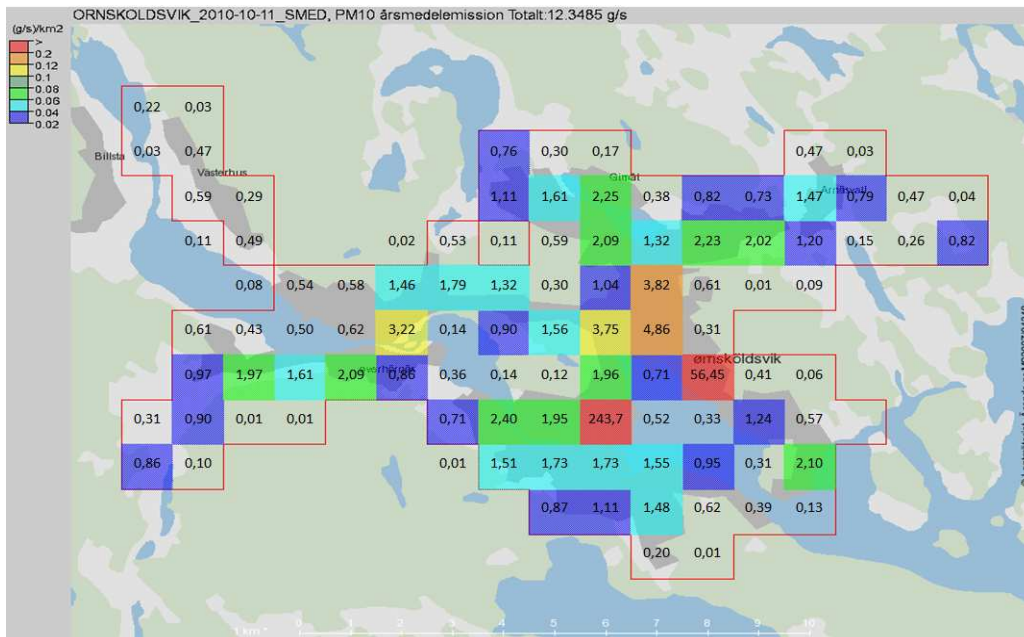 ORNSKOLDSVIK_2010-10-11_SMED, PM10 årsmedelemission Totalt:12.3485 g/s
(g/s)/km2
>
0.2
0.12
0.1
0.08
0.06
0.04
0.02
0,22 0,03
Billsta 0,03 0,47 0,76 0,30 0,17 0,47 0,03
Västerhus Gimåt
0,59 0,29 1,11 1,61 2,25 0,38 0,82 0,73 1,47 0,79 0,47 0,04
0,11 0,49 0,02 0,53 0,11 0,59 2,09 1,32 2,23 2,02 1,20 0,15 0,26 0,82
0,08 0,54 0,58 1,46 1,79 1,32 0,30 1,04 3,82 0,61 0,01 0,09
0,61 0,43 0,50 0,62 3,22 0,14 0,90 1,56 3,75 4,86 0,31
ørnsköldsvik
0,97 1,97 1,61 2,09 0,86 0,36 0,14 0,12 1,96 0,71 56,45 0,41 0,06
0,31 0,90 0,01 0,01 0,71 2,40 1,95 243,7 0,52 0,33 1,24 0,57
0,86 0,10 0,01 1,51 1,73 1,73 1,55 0,95 0,31 2,10
0,87 1,11 1,48 0,62 0,39 0,13
0,20 0,01
1 km 0 1 2 3 4 5 6 7 8 9 10